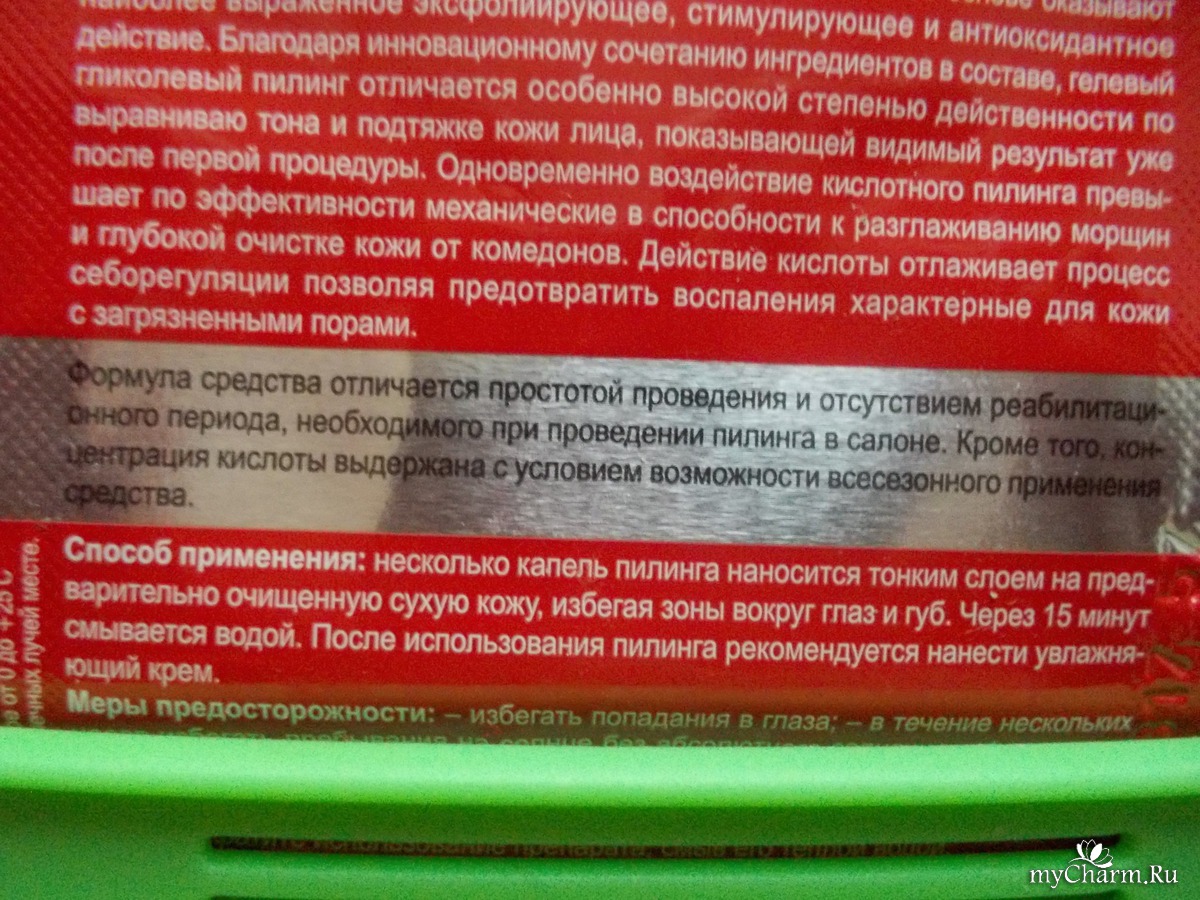 наиболее выраженное эксфолиирующее, стимулирующее и антиоксидантное
действие. Благодаря инновационному сочетанию ингредиентов в составе, гелевый
гликолевый пилинг отличается особенно высокой степенью действенности по
выравниваю тона и подтяжке кожи лица, показывающей видимый результат уже
после первой процедуры. Одновременно воздействие кислотного пилинга превы-
шает по эффективности механические в способности к разглаживанию морщин
и глубокой очистке кожи от комедонов. Действие кислоты отлаживает процесс
себорегуляции позволяя предотвратить воспаления характерные для кожи
с загрязненными порами.
Формула средства отличается простотой проведения и отсутствием реабилитаци-
онного периода, необходимого при проведении пилинга в салоне. Кроме того, кон-
центрация кислоты выдержана с условием возможности всесезонного применения
средства.
Способ применения: несколько капель пилинга наносится тонким слоем на пред-
варительно очищенную сухую кожу, избегая зоны вокруг глаз и губ. Через 15 минут
смывается водой. После использования пилинга рекомендуется нанести увлажня-
ющий крем.
Меры предосторожности: – избегать попадания в глаза; – в течение нескольких
от 0 до +25 С
лучей месте.
myCharm.Ru